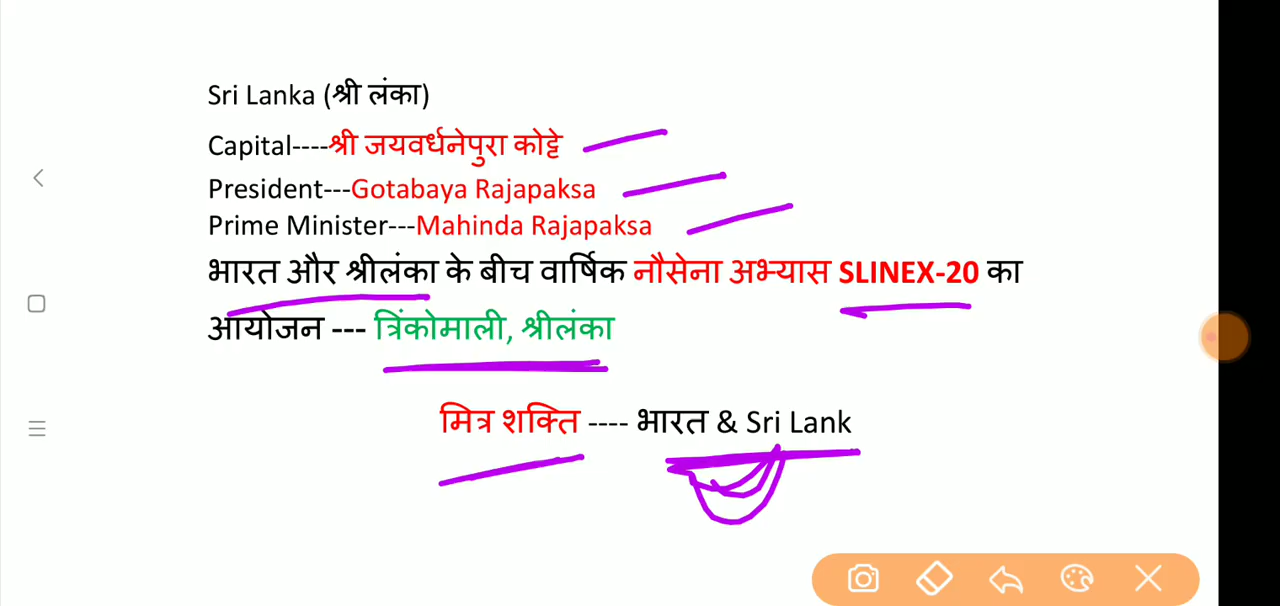 Sri Lanka (श्री लंका)
Capital----श्री जयवर्धनेपुरा कोट्टे
President---Gotabaya Rajapaksa
Prime Minister---Mahinda Rajapaksa
भारत और श्रीलंका के बीच वार्षिक नौसेना अभ्यास SLINEX-20 का
आयोजन --- त्रिंकोमाली, श्रीलंका
मित्र शक्ति ---- भारत & Sri Lank